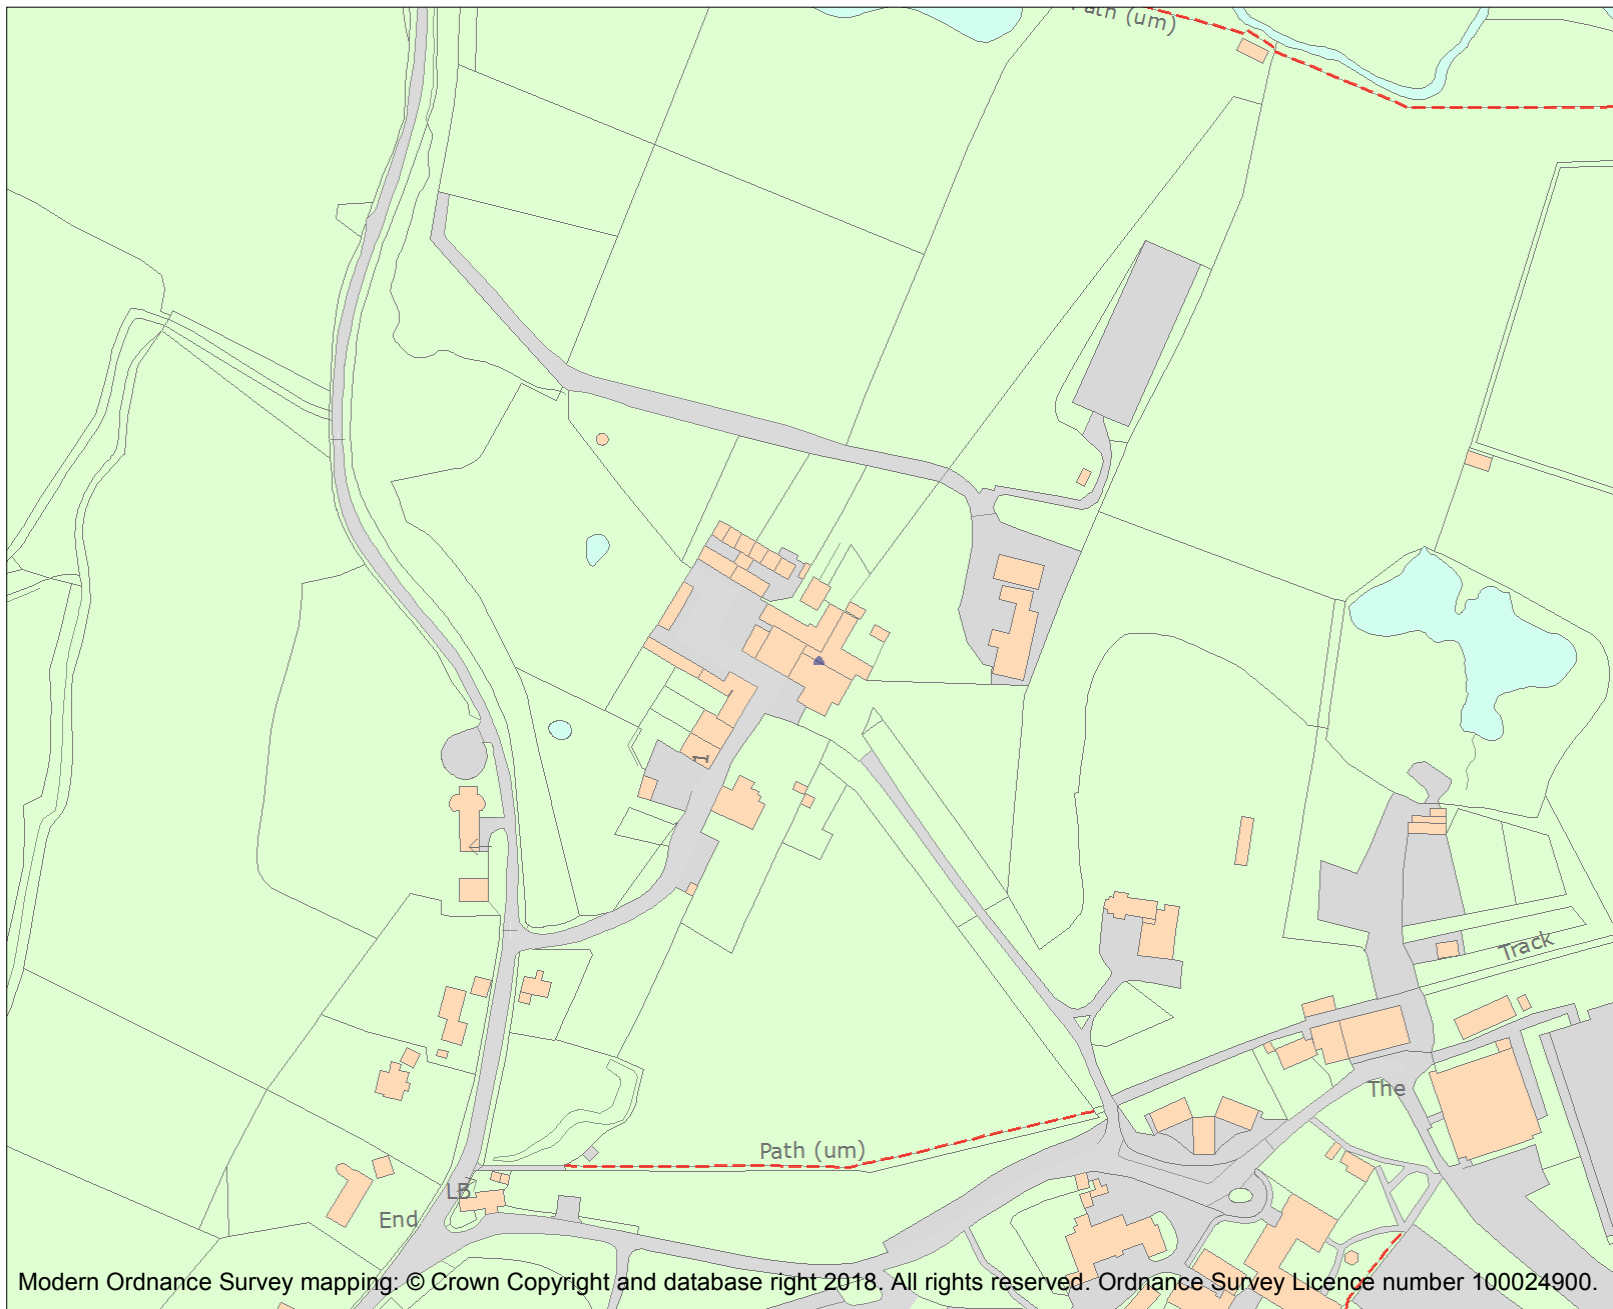 Path (um)
1
Track
The
Path (um)
LB
End
Modern Ordnance Survey mapping: © Crown Copyright and database right 2018. All rights reserved. Ordnance Survey Licence number 100024900.